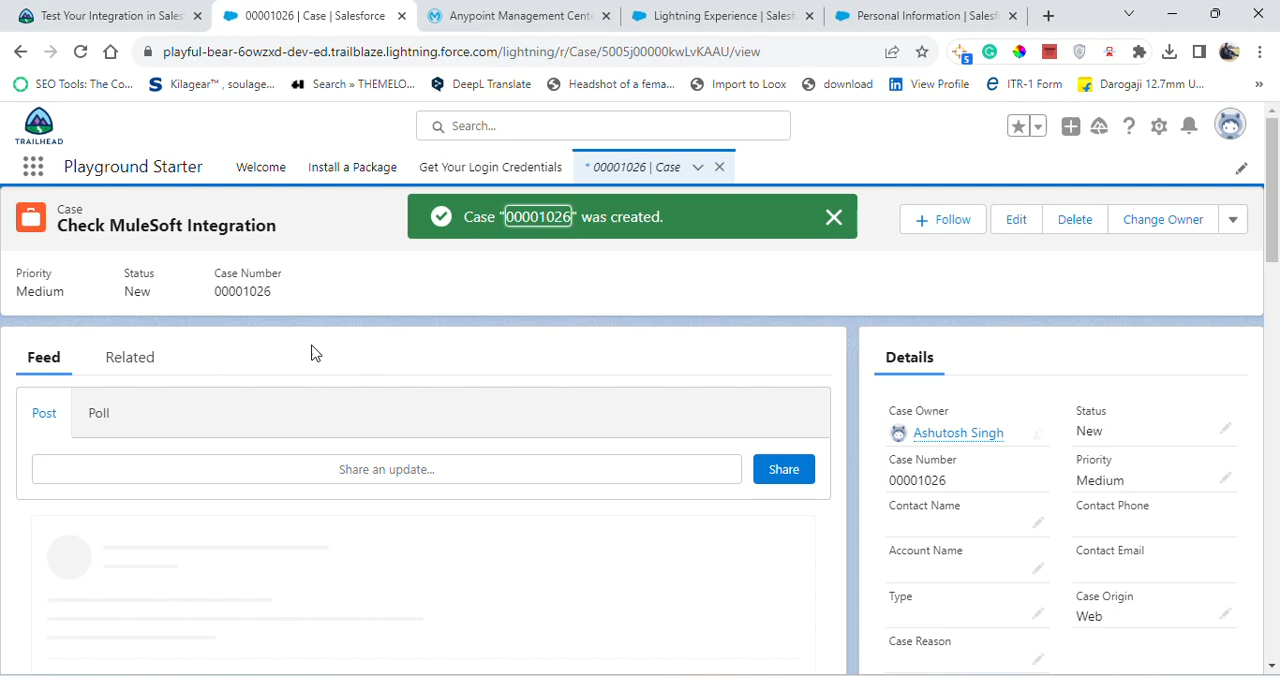 Test Your Integration in Sales
00001026 | Case | Salesforce
Anypoint Management Cente
Lightning Experience | Salesf
Personal Information | Salesf
playful-bear-6owzxd-dev-ed.trailblaze.lightning.force.com/lightning/r/Case/5005j00000kwLvKAAU/view
5
SEO Tools: The Co...
Kilagear™, soulage...
Search » THEMELO...
Deepl Translate
Headshot of a fema...
Import to Loox
download
View Profile
ITR-1 Form
Darogaji 12.7mm U...
»
TRAILHEAD
Search...
Playground Starter
Welcome
Install a Package
Get Your Login Credentials
* 00001026 | Case
Case
Check MuleSoft Integration
Case "00001026" was created.
Follow
Edit
Delete
Change Owner
Priority
Medium
Status
New
Case Number
00001026
Feed
Related
Post
Poll
Share an update...
Share
Details
Case Owner
Ashutosh Singh
Status
New
Case Number
00001026
Priority
Medium
Contact Name
Contact Phone
Account Name
Contact Email
Type
Case Origin
Web
Case Reason